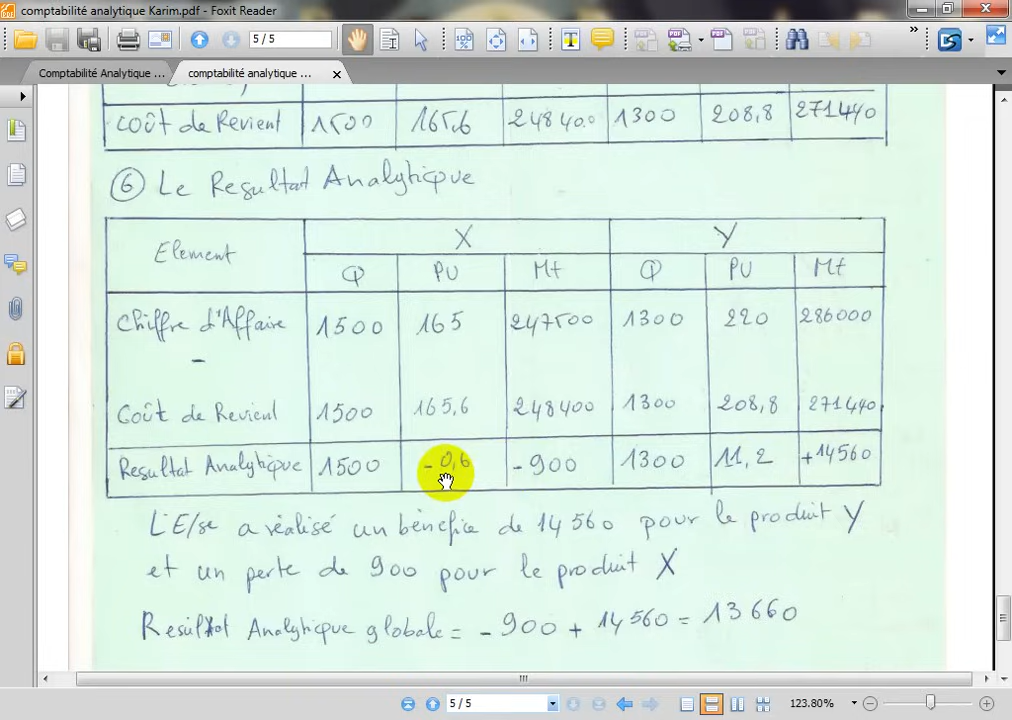 comptabilité analytique Karim.pdf - Foxit Reader
5 / 5
Comptabilité Analytique ...
comptabilité analytique ...
Coût de Revient 1500 165,6 248400.0 1300 208,8 271440
⑥ Le Resultat Analytique
Element X Y
Q PU Mt Q PU Mt
Chiffre d'Affaire 1500 165 247500 1300 220 286000
-
Coût de Revient 1500 165,6 248400 1300 208,8 271440
Resultat Analytique 1500 -0,6 -900 1300 11,2 +14560
L'E/se a réalisé un bénéfice de 14560 pour le produit Y
et un perte de 900 pour le produit X
Resultat Analytique globale = -900 + 14560 = 13660
5 / 5
123.80%